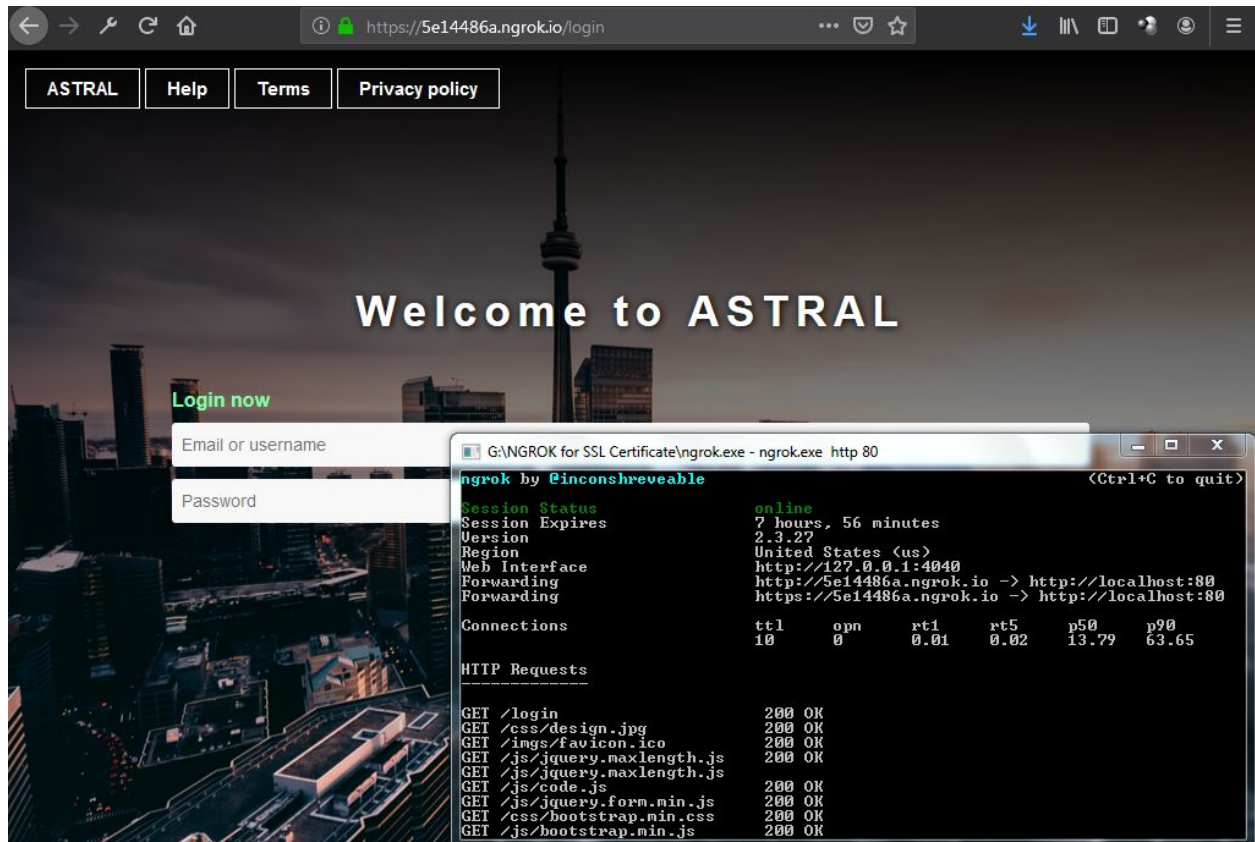 https://5e14486a.ngrok.io/login
ASTRAL Help Terms Privacy policy
Welcome to ASTRAL
Login now
Email or username
Password
G:\NGROK for SSL Certificate\ngrok.exe - ngrok.exe http 80
ngrok by @inconshreveable (Ctrl+C to quit)
Session Status online
Session Expires 7 hours, 56 minutes
Version 2.3.27
Region United States (us)
Web Interface http://127.0.0.1:4040
Forwarding http://5e14486a.ngrok.io -> http://localhost:80
Forwarding https://5e14486a.ngrok.io -> http://localhost:80
Connections ttl opn rt1 rt5 p50 p90
10 0 0.01 0.02 13.79 63.65
HTTP Requests
-------------
GET /login 200 OK
GET /css/design.jpg 200 OK
GET /imgs/favicon.ico 200 OK
GET /js/jquery.maxlength.js 200 OK
GET /js/jquery.maxlength.js
GET /js/code.js 200 OK
GET /js/jquery.form.min.js 200 OK
GET /css/bootstrap.min.css 200 OK
GET /js/bootstrap.min.js 200 OK